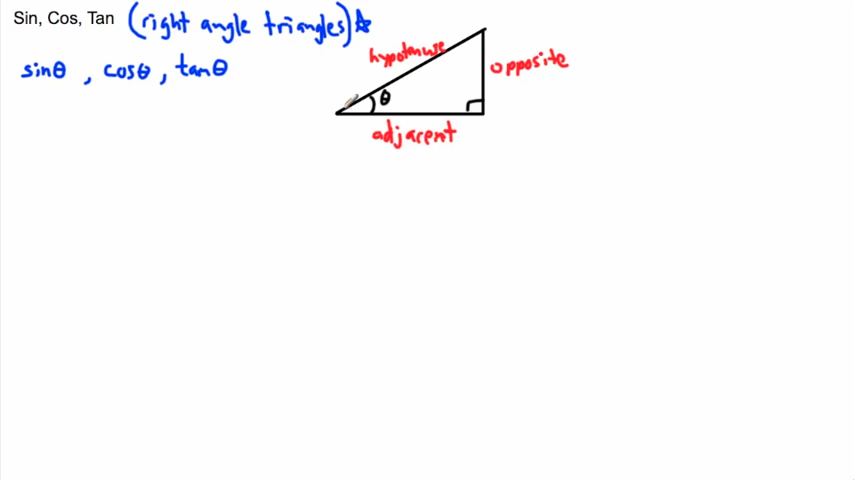 Sin, Cos, Tan (right angle triangles)☆
sinθ , cosθ , tanθ
hypotenuse
opposite
θ
adjacent